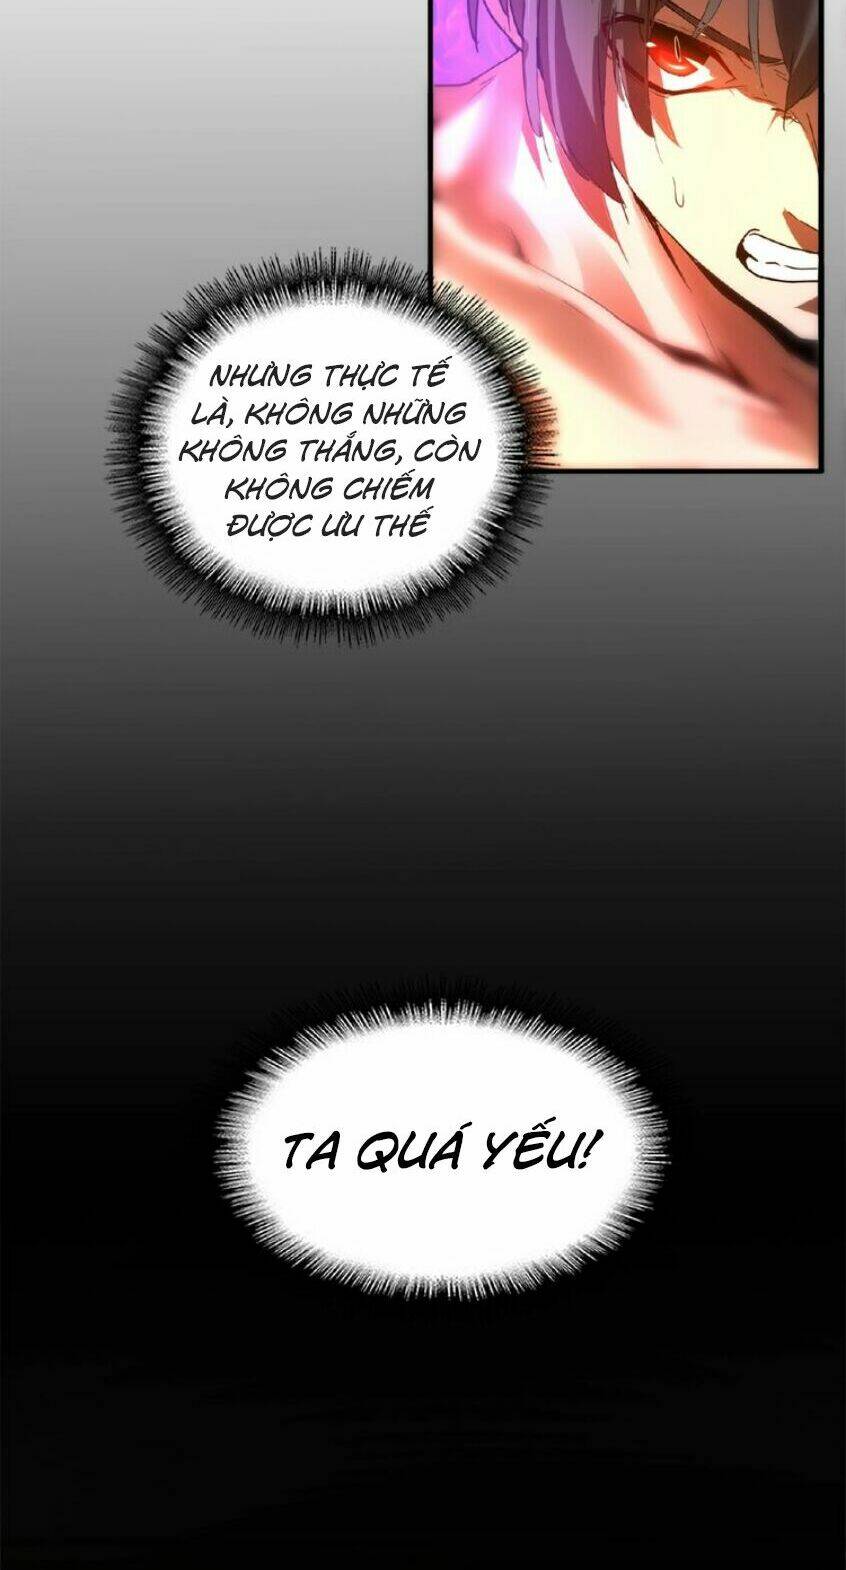 NHƯNG THỰC TẾ
LÀ, KHÔNG NHỮNG
KHÔNG THẮNG, CÒN
KHÔNG CHIẾM
ĐƯỢC ƯU THẾ
TA QUÁ YẾU!